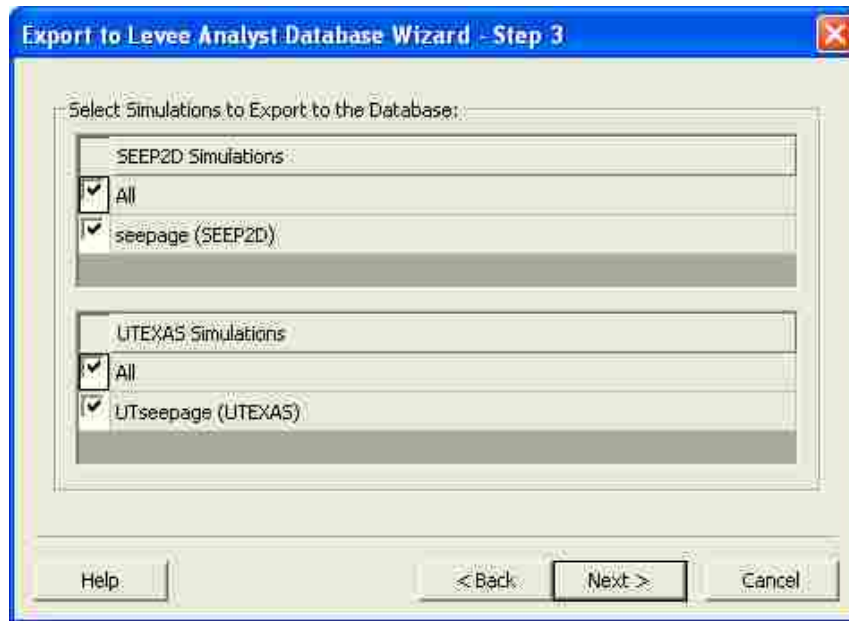 Export to Levee Analyst Database Wizard - Step 3
Select Simulations to Export to the Database:
SEEP2D Simulations
All
seepage (SEEP2D)
UTEXAS Simulations
All
UTseepage (UTEXAS)
Help
< Back
Next >
Cancel